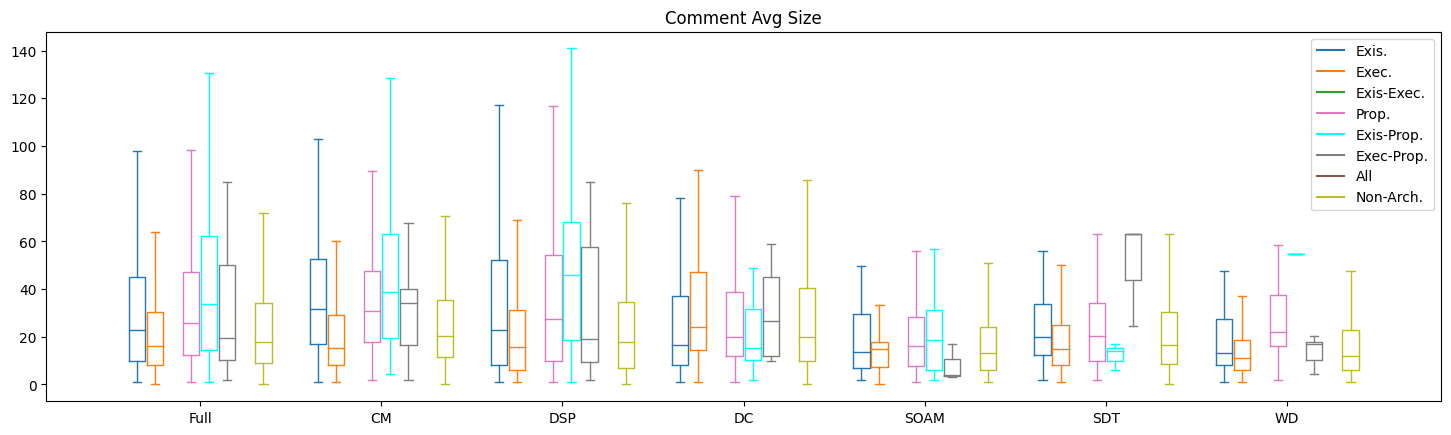 Comment Avg Size
140
120
100
80
60
40
20
0
Full CM DSP DC SOAM SDT WD
Exis.
Exec.
Exis-Exec.
Prop.
Exis-Prop.
Exec-Prop.
All
Non-Arch.